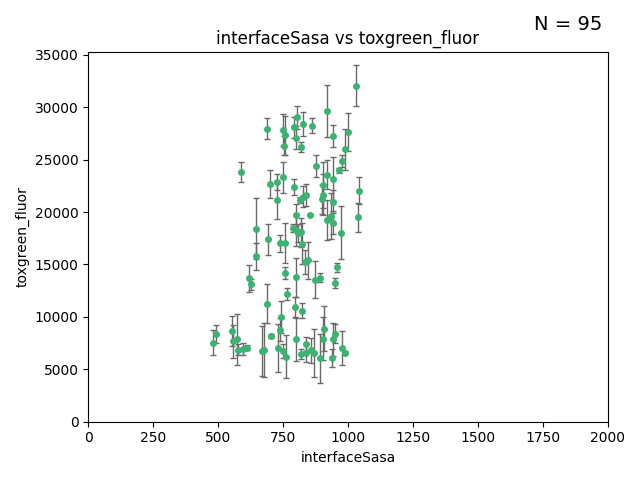 N = 95
interfaceSasa vs toxgreen_fluor
35000
30000
25000
20000
15000
10000
5000
0
toxgreen_fluor
0 250 500 750 1000 1250 1500 1750 2000
interfaceSasa